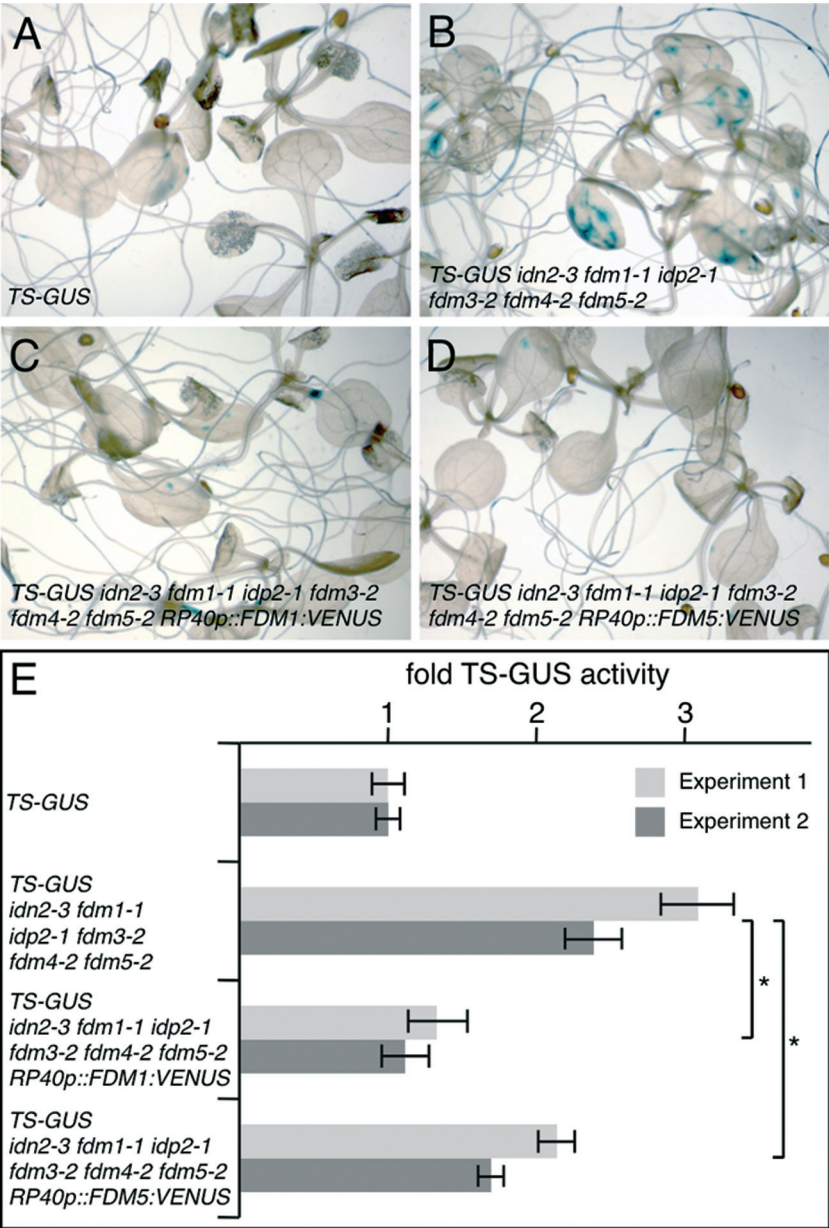 A
TS-GUS
B
TS-GUS idn2-3 fdm1-1 idp2-1
fdm3-2 fdm4-2 fdm5-2
C
TS-GUS idn2-3 fdm1-1 idp2-1 fdm3-2
fdm4-2 fdm5-2 RP40p::FDM1:VENUS
D
TS-GUS idn2-3 fdm1-1 idp2-1 fdm3-2
fdm4-2 fdm5-2 RP40p::FDM5:VENUS
E
fold TS-GUS activity
1 2 3
Experiment 1
Experiment 2
TS-GUS
TS-GUS
idn2-3 fdm1-1
idp2-1 fdm3-2
fdm4-2 fdm5-2
*
*
TS-GUS
idn2-3 fdm1-1 idp2-1
fdm3-2 fdm4-2 fdm5-2
RP40p::FDM1:VENUS
TS-GUS
idn2-3 fdm1-1 idp2-1
fdm3-2 fdm4-2 fdm5-2
RP40p::FDM5:VENUS